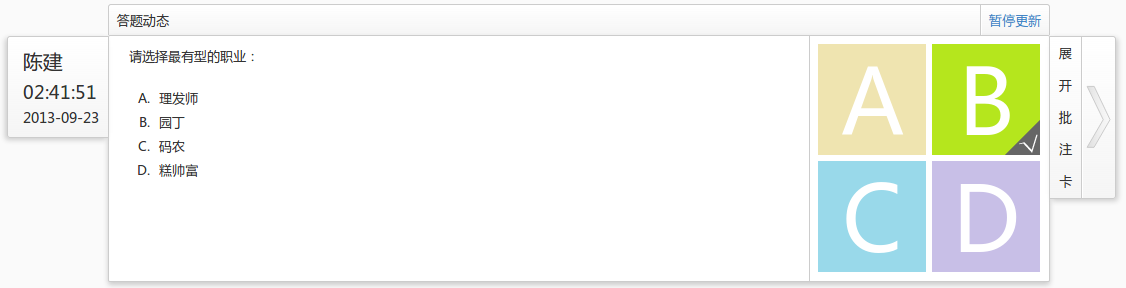 答题动态
暂停更新
陈建
02:41:51
2013-09-23
请选择最有型的职业：
A. 理发师
B. 园丁
C. 码农
D. 糕帅富
A
B
√
C
D
展
开
批
注
卡